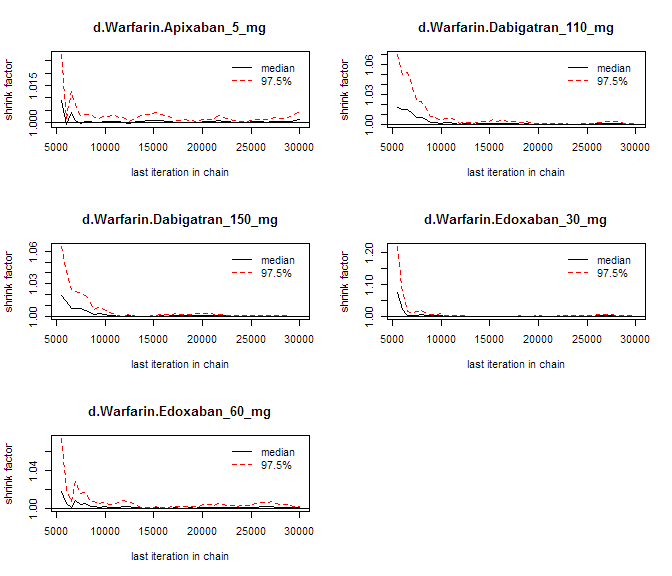 d.Warfarin.Apixaban_5_mg
shrink factor
1.000 1.015
median
97.5%
5000 10000 15000 20000 25000 30000
last iteration in chain
d.Warfarin.Dabigatran_110_mg
shrink factor
1.00 1.03 1.06
median
97.5%
5000 10000 15000 20000 25000 30000
last iteration in chain
d.Warfarin.Dabigatran_150_mg
shrink factor
1.00 1.03 1.06
median
97.5%
5000 10000 15000 20000 25000 30000
last iteration in chain
d.Warfarin.Edoxaban_30_mg
shrink factor
1.00 1.10 1.20
median
97.5%
5000 10000 15000 20000 25000 30000
last iteration in chain
d.Warfarin.Edoxaban_60_mg
shrink factor
1.00 1.04
median
97.5%
5000 10000 15000 20000 25000 30000
last iteration in chain